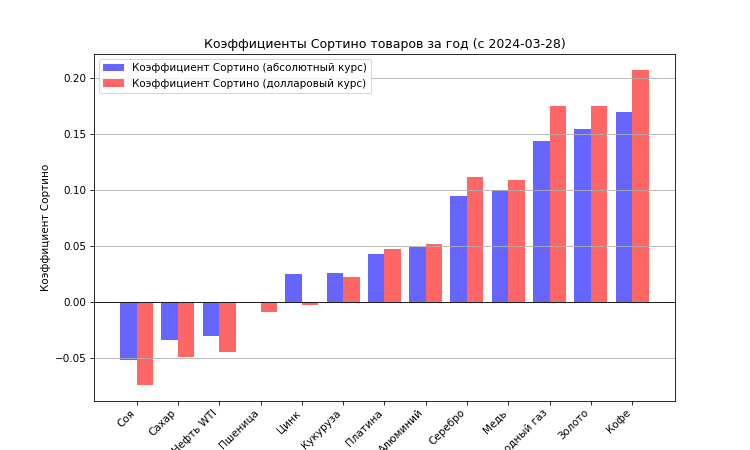 Коэффициенты Сортино товаров за год (с 2024-03-28)
Коэффициент Сортино (абсолютный курс)
Коэффициент Сортино (долларовый курс)
Коэффициент Сортино
0.20
0.15
0.10
0.05
0.00
−0.05
Соя
Сахар
Нефть WTI
Пшеница
Цинк
Кукуруза
Платина
Алюминий
Серебро
Медь
одный газ
Золото
Кофе